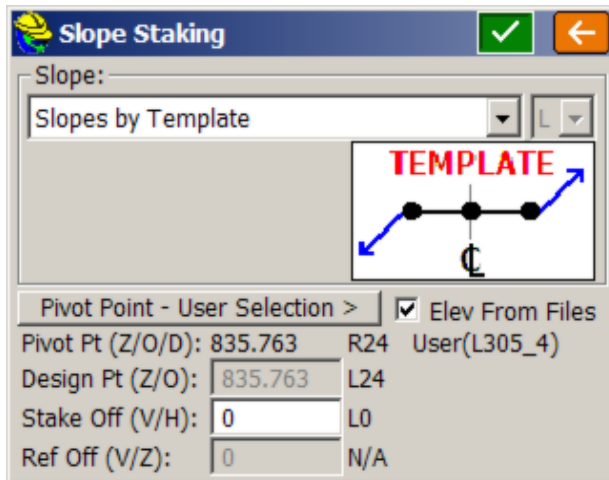 Slope Staking
Slope:
Slopes by Template L
TEMPLATE
℄
Pivot Point - User Selection > Elev From Files
Pivot Pt (Z/O/D): 835.763 R24 User(L305_4)
Design Pt (Z/O): 835.763 L24
Stake Off (V/H): 0 L0
Ref Off (V/Z): 0 N/A